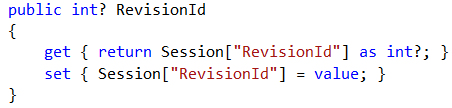 public int? RevisionId
{
    get { return Session["RevisionId"] as int?; }
    set { Session["RevisionId"] = value; }
}